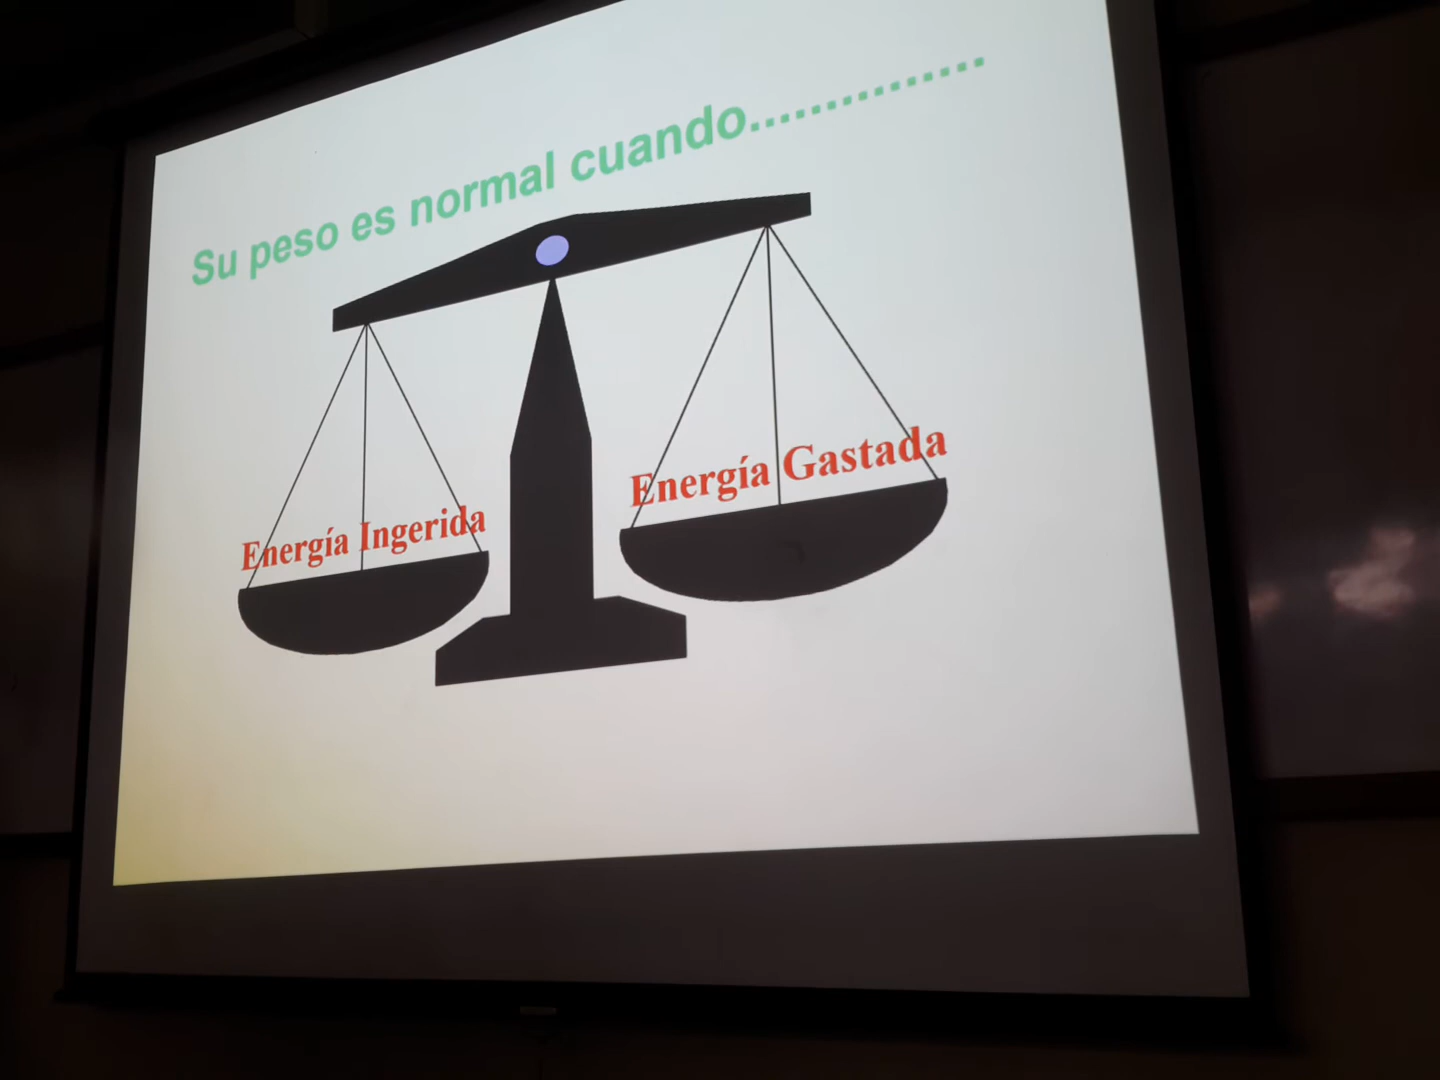 Su peso es normal cuando...............
Energía Ingerida
Energía Gastada